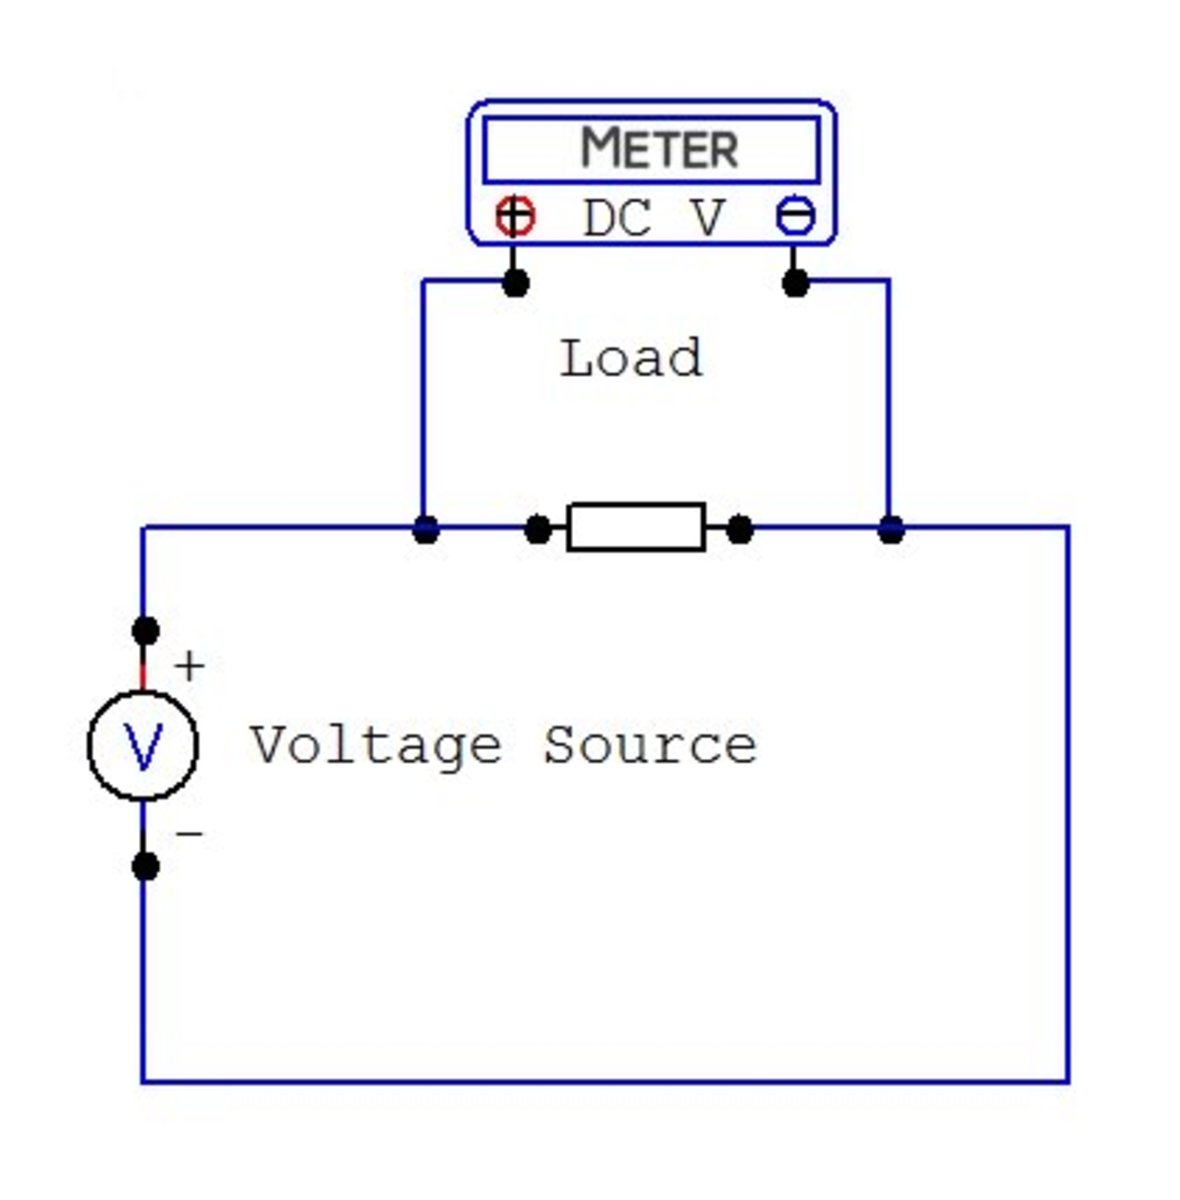 METER
+ DC V −
Load
+
V Voltage Source
−